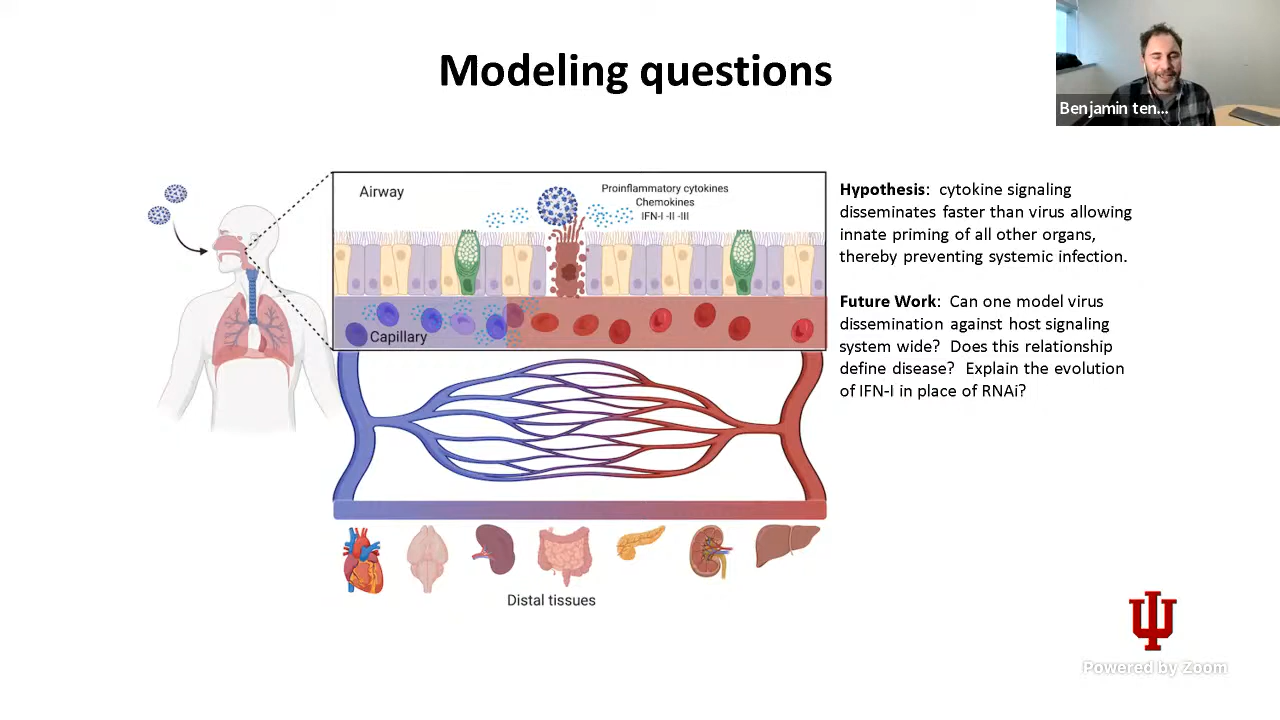 Modeling questions
Benjamin ten...
Airway
Proinflammatory cytokines
Chemokines
IFN-I -II -III
Capillary
Distal tissues
Hypothesis:  cytokine signaling
disseminates faster than virus allowing
innate priming of all other organs,
thereby preventing systemic infection.
Future Work:  Can one model virus
dissemination against host signaling
system wide?  Does this relationship
define disease?  Explain the evolution
of IFN-I in place of RNAi?
Powered by Zoom